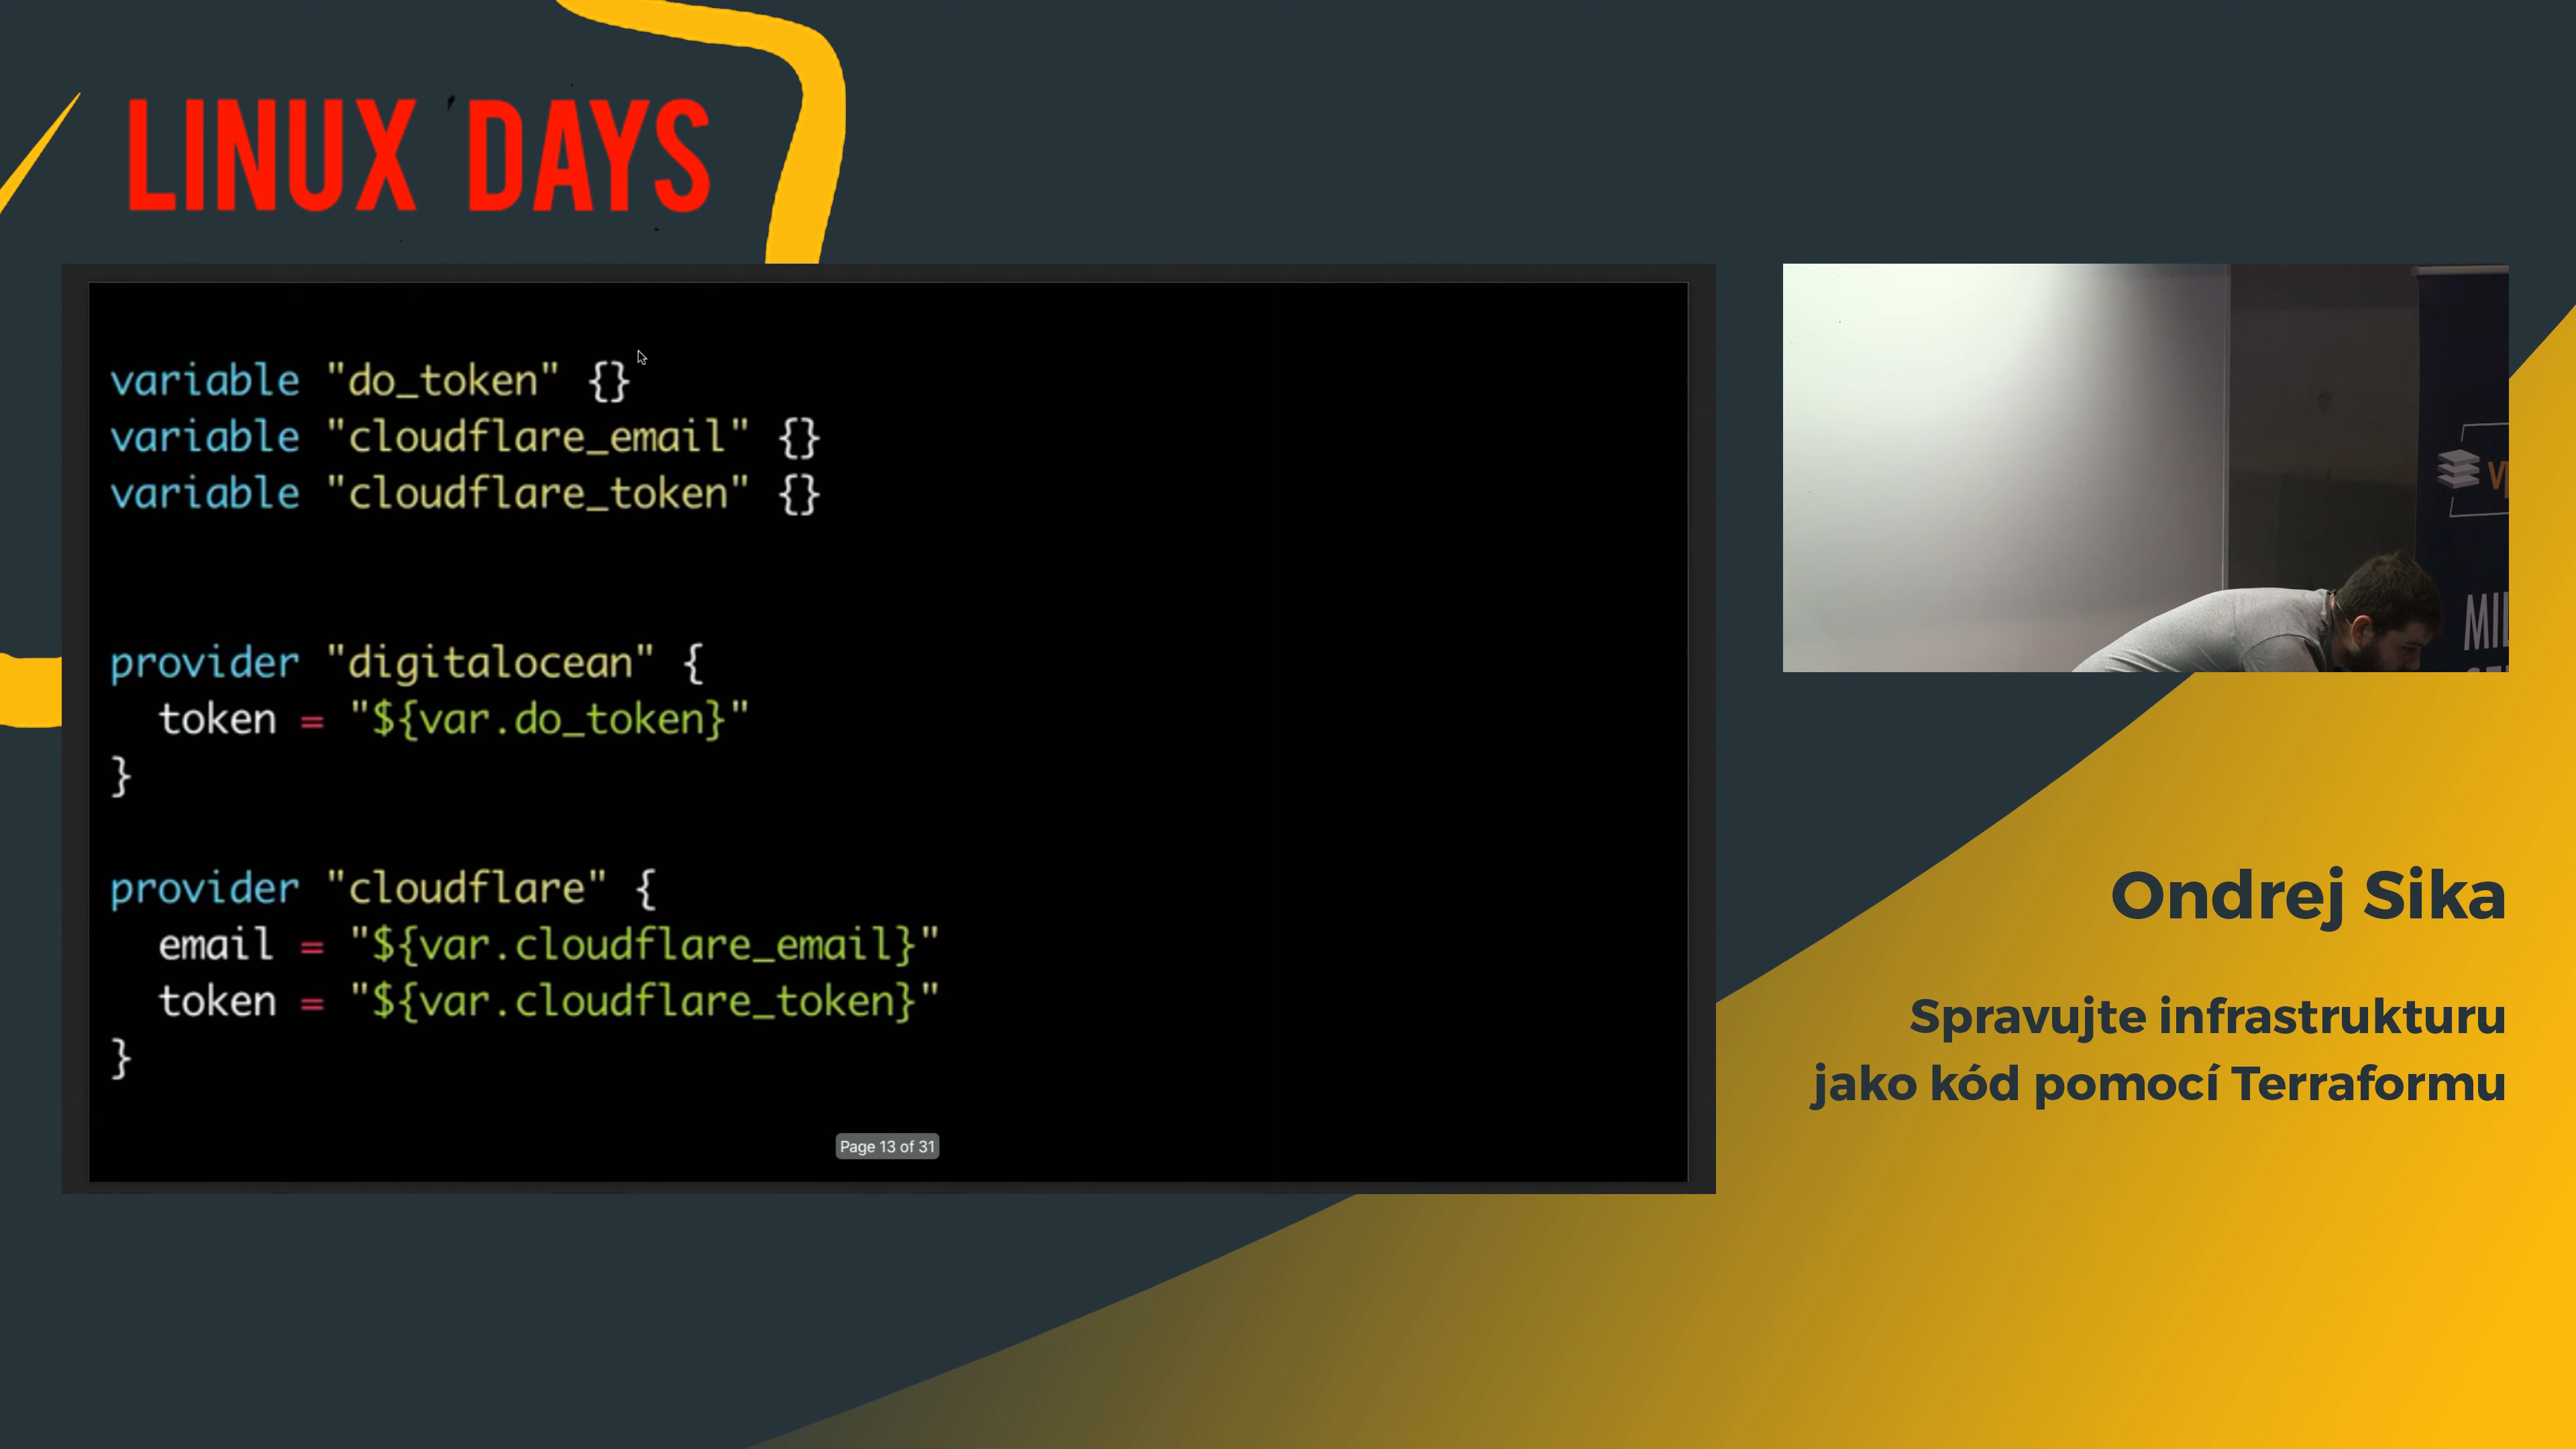 LINUX DAYS
variable "do_token" {}
variable "cloudflare_email" {}
variable "cloudflare_token" {}
provider "digitalocean" {
  token = "${var.do_token}"
}
provider "cloudflare" {
  email = "${var.cloudflare_email}"
  token = "${var.cloudflare_token}"
}
Page 13 of 31
Ondrej Sika
Spravujte infrastrukturu
jako kód pomocí Terraformu